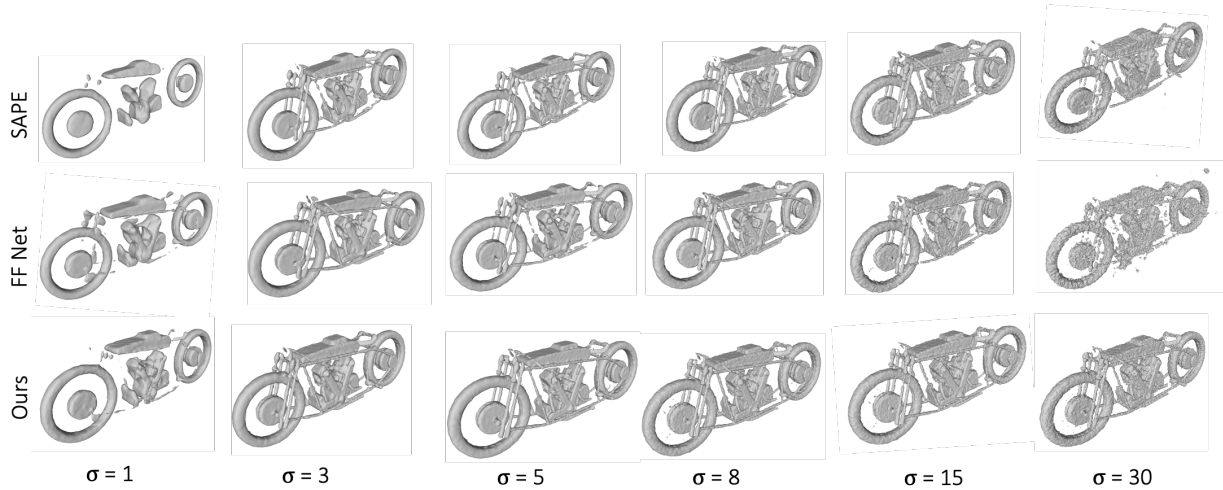 SAPE
FF Net
Ours
σ = 1
σ = 3
σ = 5
σ = 8
σ = 15
σ = 30